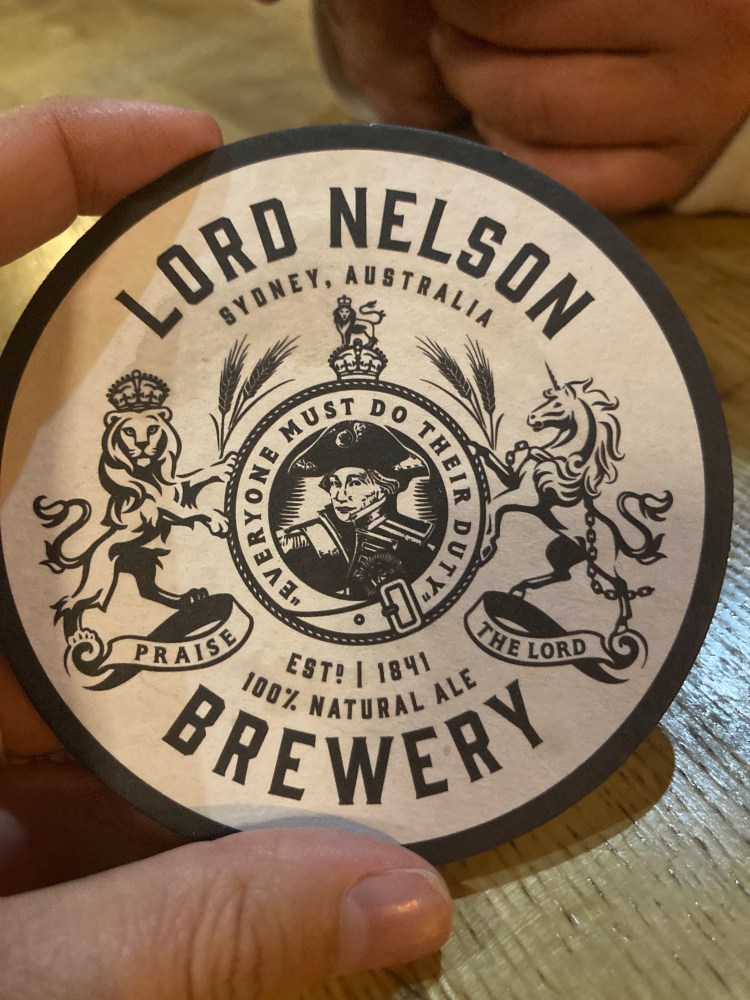 LORD NELSON
SYDNEY, AUSTRALIA
"EVERYONE MUST DO THEIR DUTY"
PRAISE
THE LORD
ESTD | 1841
100% NATURAL ALE
BREWERY